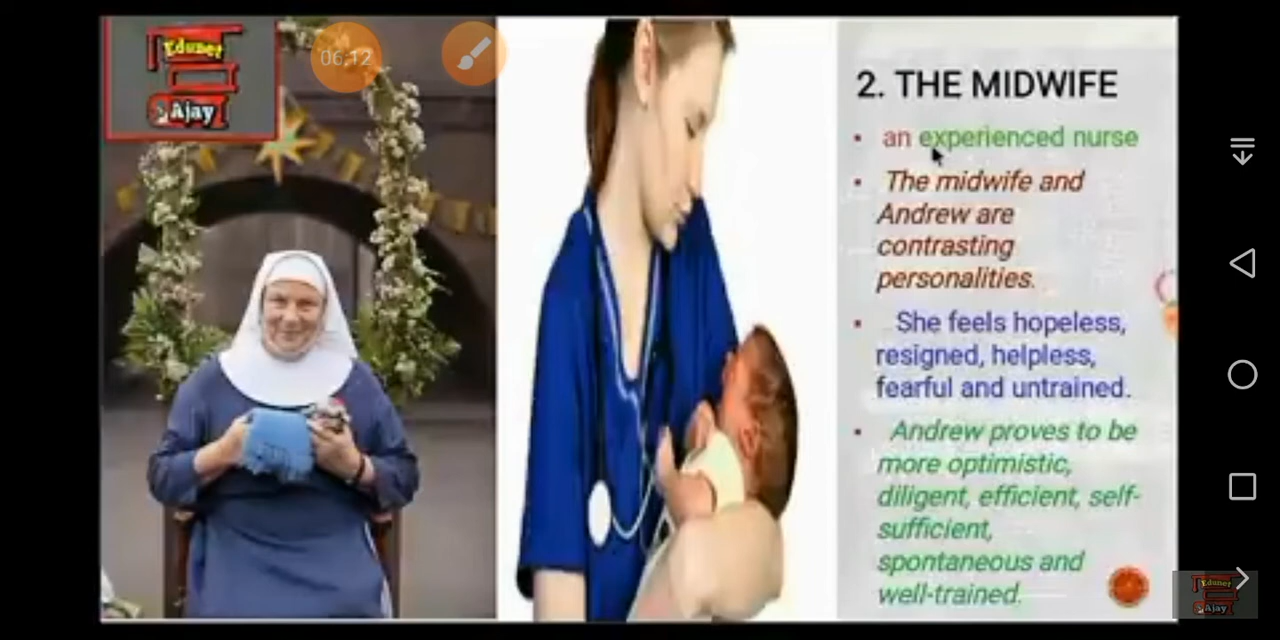 Edunet
Ajay
06:12
2. THE MIDWIFE
an experienced nurse
The midwife and
Andrew are
contrasting
personalities.
She feels hopeless,
resigned, helpless,
fearful and untrained.
Andrew proves to be
more optimistic,
diligent, efficient, self-
sufficient,
spontaneous and
well-trained.
Edunet
Ajay